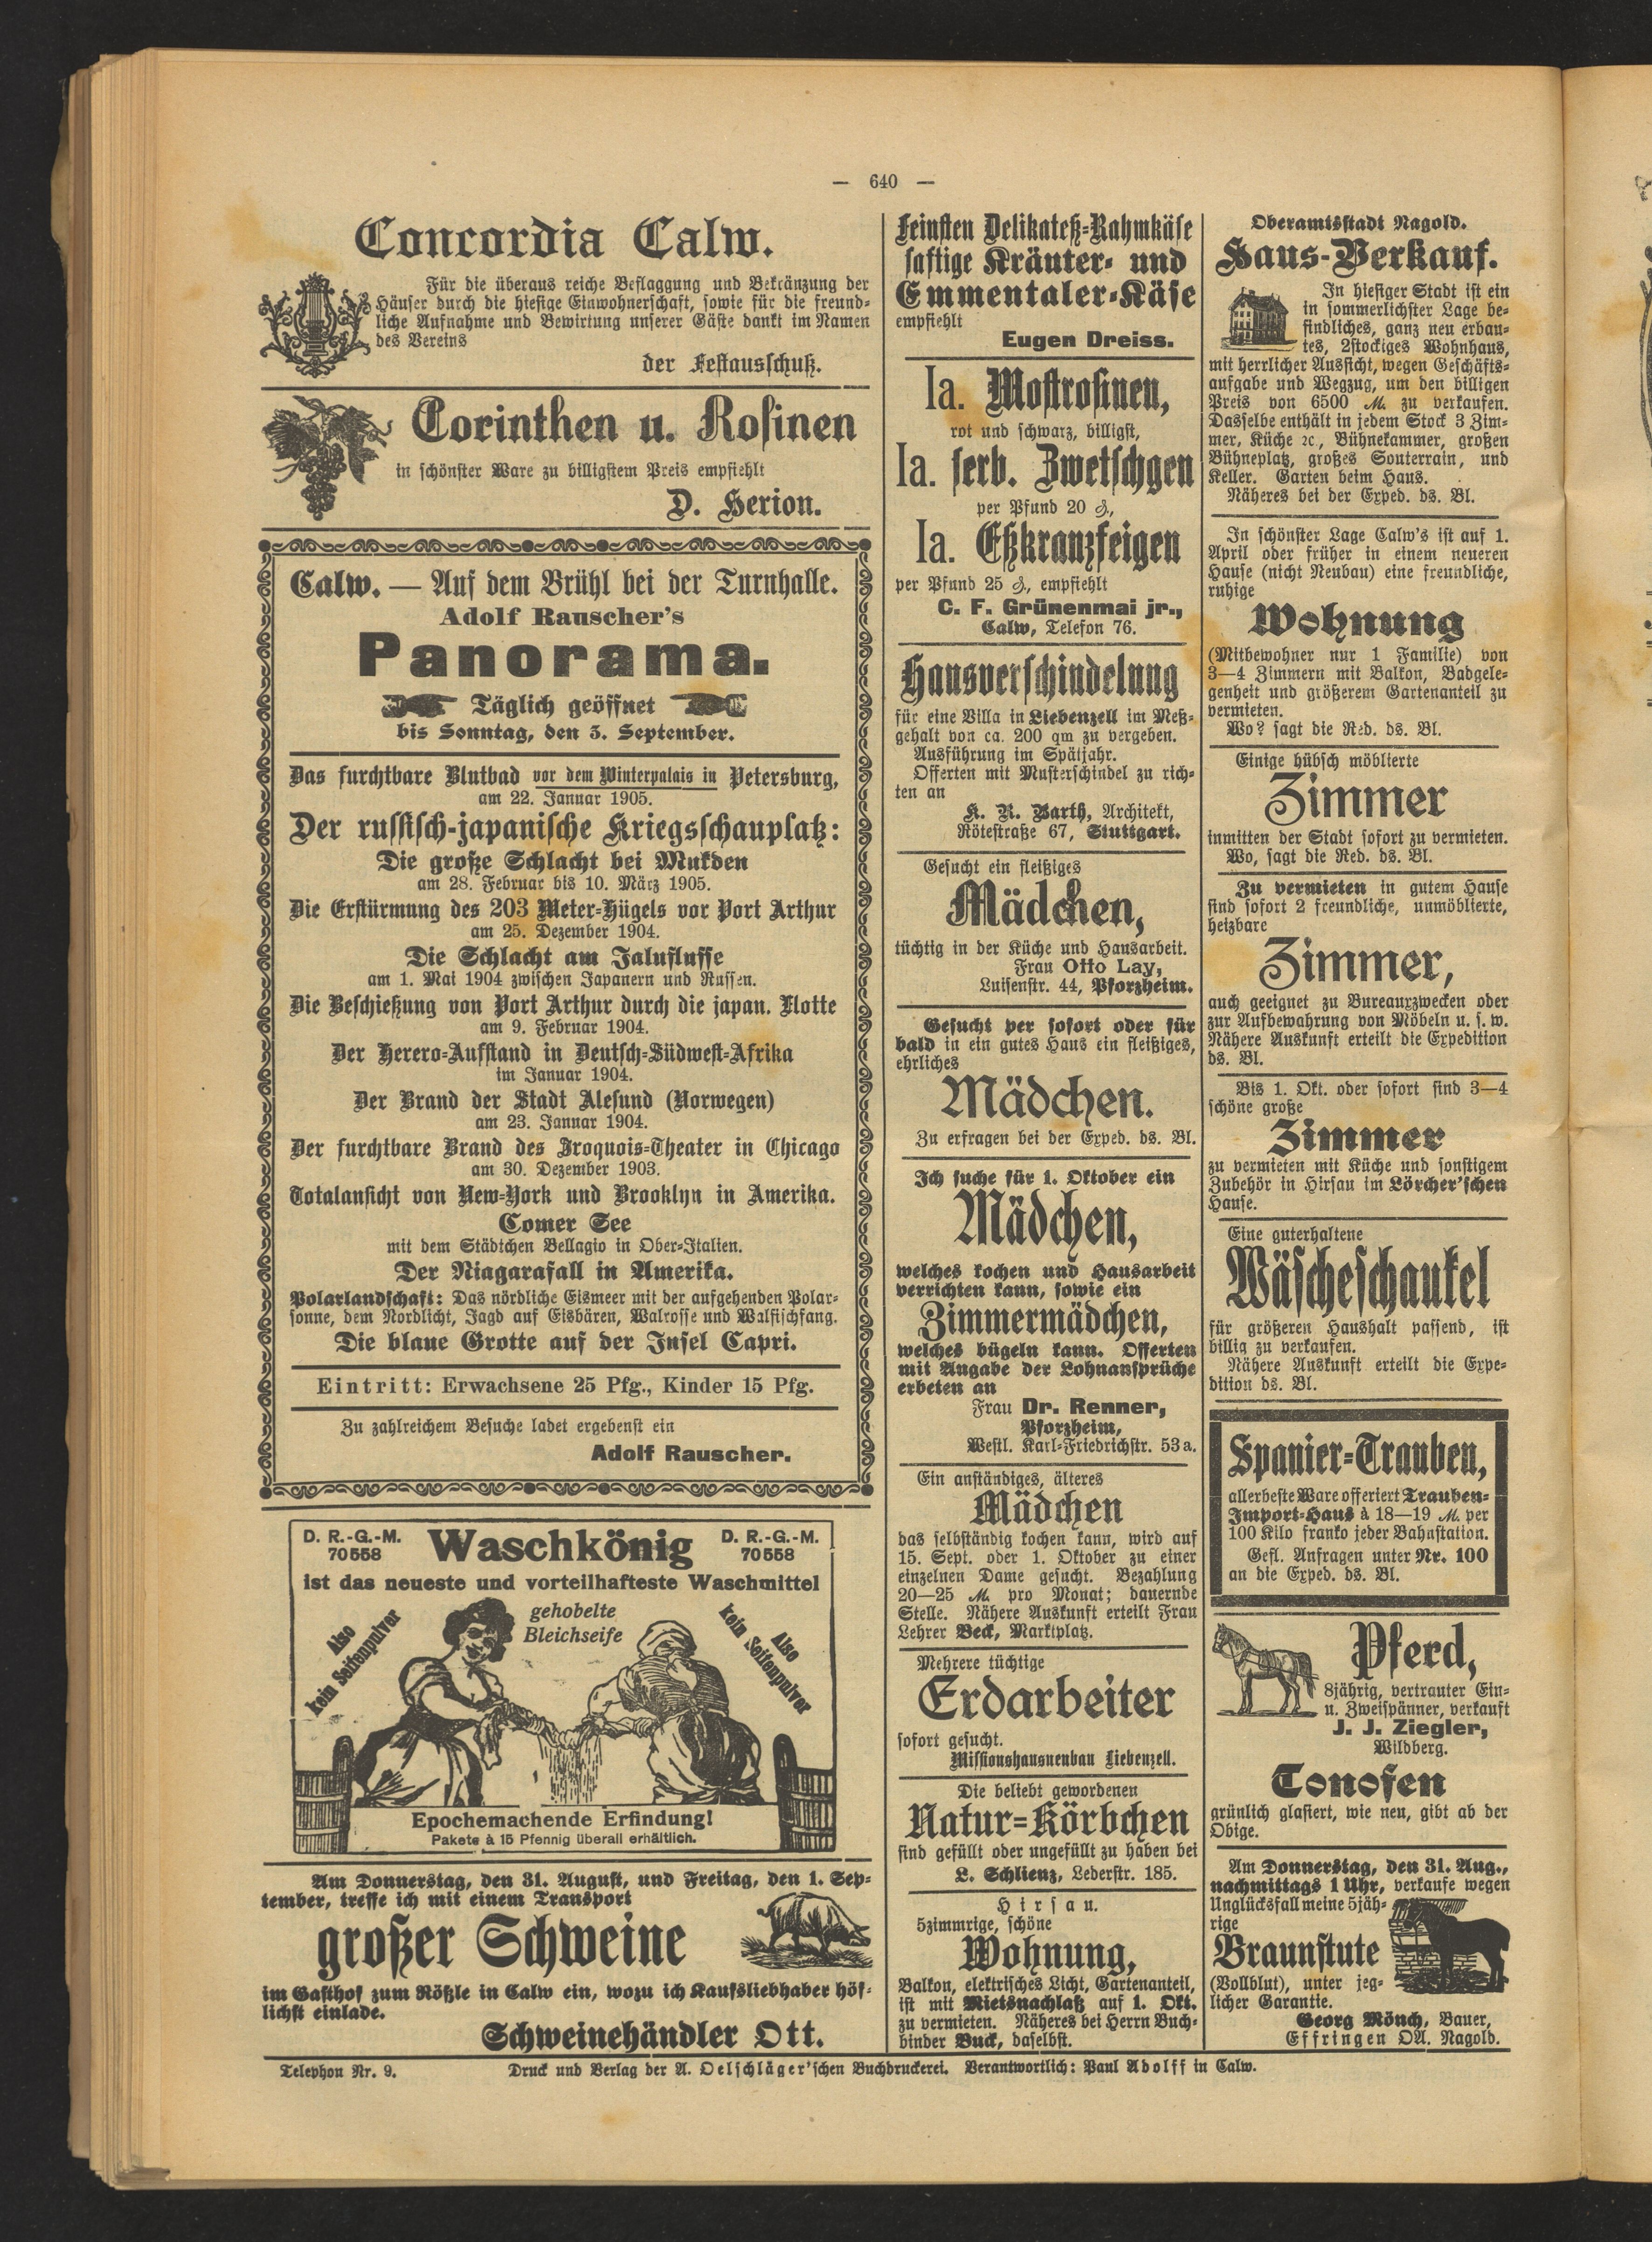 — 640 —
Concordia Calw.
Für die überaus reiche Beflaggung und Bekränzung der
Häuser durch die hiesige Einwohnerschaft, sowie für die freund-
liche Aufnahme und Bewirtung unserer Gäste dankt im Namen
des Vereins
der Festausschuß.
Corinthen u. Rosinen
in schönster Ware zu billigstem Preis empfiehlt
D. Herion.
Calw. — Auf dem Brühl bei der Turnhalle.
Adolf Rauscher's
Panorama.
Täglich geöffnet
bis Sonntag, den 3. September.
Das furchtbare Blutbad vor dem Winterpalais in Petersburg,
am 22. Januar 1905.
Der russisch-japanische Kriegsschauplatz:
Die große Schlacht bei Mukden
am 28. Februar bis 10. März 1905.
Die Erstürmung des 203 Meter-Hügels vor Port Arthur
am 25. Dezember 1904.
Die Schlacht am Jaluflusse
am 1. Mai 1904 zwischen Japanern und Russen.
Die Beschießung von Port Arthur durch die japan. Flotte
am 9. Februar 1904.
Der Herero-Aufstand in Deutsch-Südwest-Afrika
im Januar 1904.
Der Brand der Stadt Alesund (Norwegen)
am 23. Januar 1904.
Der furchtbare Brand des Iroquois-Theater in Chicago
am 30. Dezember 1903.
Totalansicht von New-York und Brooklyn in Amerika.
Comer See
mit dem Städtchen Bellagio in Ober-Italien.
Der Niagarafall in Amerika.
Polarlandschaft: Das nördliche Eismeer mit der aufgehenden Polar-
sonne, dem Nordlicht, Jagd auf Eisbären, Walrosse und Walfischfang.
Die blaue Grotte auf der Insel Capri.
Eintritt: Erwachsene 25 Pfg., Kinder 15 Pfg.
Zu zahlreichem Besuche ladet ergebenst ein
Adolf Rauscher.
D. R.-G.-M.
70558
Waschkönig
D. R.-G.-M.
70558
ist das neueste und vorteilhafteste Waschmittel
gehobelte
Bleichseife
Also
kein Seifenpulver
Also
kein Seifenpulver
Epochemachende Erfindung!
Pakete à 15 Pfennig überall erhältlich.
Am Donnerstag, den 31. August, und Freitag, den 1. Sep-
tember, treffe ich mit einem Transport
großer Schweine
im Gasthof zum Rößle in Calw ein, wozu ich Kaufsliebhaber höf-
lichst einlade.
Schweinehändler Ott.
Feinsten Delikateß-Rahmkäse
saftige Kräuter- und
Emmentaler-Käse
empfiehlt
Eugen Dreiss.
Ia. Mostrosinen,
rot und schwarz, billigst,
Ia. serb. Zwetschgen
per Pfund 20 ₰,
Ia. Eßkranzfeigen
per Pfund 25 ₰, empfiehlt
C. F. Grünenmai jr.,
Calw, Telefon 76.
Hausverschindelung
für eine Villa in Liebenzell im Meß-
gehalt von ca. 200 qm zu vergeben.
Ausführung im Spätjahr.
Offerten mit Musterschindel zu rich-
ten an
K. R. Barth, Architekt,
Rötestraße 67, Stuttgart.
Gesucht ein fleißiges
Mädchen,
tüchtig in der Küche und Hausarbeit.
Frau Otto Lay,
Luisenstr. 44, Pforzheim.
Gesucht per sofort oder für
bald in ein gutes Haus ein fleißiges,
ehrliches
Mädchen.
Zu erfragen bei der Exped. ds. Bl.
Ich suche für 1. Oktober ein
Mädchen,
welches kochen und Hausarbeit
verrichten kann, sowie ein
Zimmermädchen,
welches bügeln kann. Offerten
mit Angabe der Lohnansprüche
erbeten an
Frau Dr. Renner,
Pforzheim,
Westl. Karl-Friedrichstr. 53a.
Ein anständiges, älteres
Mädchen
das selbständig kochen kann, wird auf
15. Sept. oder 1. Oktober zu einer
einzelnen Dame gesucht. Bezahlung
20—25 M. pro Monat; dauernde
Stelle. Nähere Auskunft erteilt Frau
Lehrer Beck, Marktplatz.
Mehrere tüchtige
Erdarbeiter
sofort gesucht.
Missionshausneubau Liebenzell.
Die beliebt gewordenen
Natur-Körbchen
sind gefüllt oder ungefüllt zu haben bei
L. Schlienz, Lederstr. 185.
Hirsau.
5zimmrige, schöne
Wohnung,
Balkon, elektrisches Licht, Gartenanteil,
ist mit Mietsnachlaß auf 1. Okt.
zu vermieten. Näheres bei Herrn Buch-
binder Buck, daselbst.
Oberamtsstadt Nagold.
Haus-Verkauf.
In hiesiger Stadt ist ein
in sommerlichster Lage be-
findliches, ganz neu erbau-
tes, 2stockiges Wohnhaus,
mit herrlicher Aussicht, wegen Geschäfts-
aufgabe und Wegzug, um den billigen
Preis von 6500 M. zu verkaufen.
Dasselbe enthält in jedem Stock 3 Zim-
mer, Küche ꝛc., Bühnekammer, großen
Bühneplatz, großes Souterrain, und
Keller. Garten beim Haus.
Näheres bei der Exped. ds. Bl.
In schönster Lage Calw's ist auf 1.
April oder früher in einem neueren
Hause (nicht Neubau) eine freundliche,
ruhige
Wohnung
(Mitbewohner nur 1 Familie) von
3—4 Zimmern mit Balkon, Badgele-
genheit und größerem Gartenanteil zu
vermieten.
Wo? sagt die Red. ds. Bl.
Einige hübsch möblierte
Zimmer
inmitten der Stadt sofort zu vermieten.
Wo, sagt die Red. ds. Bl.
Zu vermieten in gutem Hause
sind sofort 2 freundliche, unmöblierte,
heizbare
Zimmer,
auch geeignet zu Bureauxzwecken oder
zur Aufbewahrung von Möbeln u. s. w.
Nähere Auskunft erteilt die Expedition
ds. Bl.
Bis 1. Okt. oder sofort sind 3—4
schöne große
Zimmer
zu vermieten mit Küche und sonstigem
Zubehör in Hirsau im Lörcher'schen
Hause.
Eine guterhaltene
Wäscheschaukel
für größeren Haushalt passend, ist
billig zu verkaufen.
Nähere Auskunft erteilt die Expe-
dition ds. Bl.
Spanier-Trauben,
allerbeste Ware offeriert Trauben-
Import-Haus à 18—19 M. per
100 Kilo franko jeder Bahnstation.
Gefl. Anfragen unter Nr. 100
an die Exped. ds. Bl.
Pferd,
8jährig, vertrauter Ein-
u. Zweispänner, verkauft
J. J. Ziegler,
Wildberg.
Tonofen
grünlich glasiert, wie neu, gibt ab der
Obige.
Am Donnerstag, den 31. Aug.,
nachmittags 1 Uhr, verkaufe wegen
Unglücksfall meine 5jäh-
rige
Braunstute
(Vollblut), unter jeg-
licher Garantie.
Georg Mönch, Bauer,
Effringen OA. Nagold.
Telephon Nr. 9. Druck und Verlag der A. Oelschläger'schen Buchdruckerei. Verantwortlich: Paul Adolff in Calw.